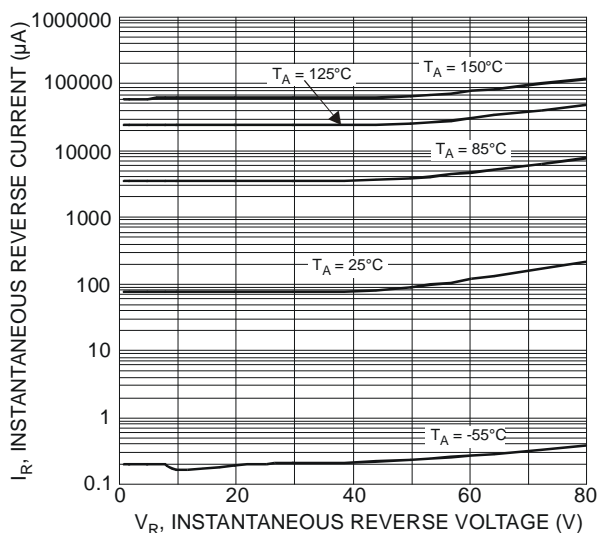 I_R, INSTANTANEOUS REVERSE CURRENT (µA)
1000000
100000
10000
1000
100
10
1
0.1
T_A = 150°C
T_A = 125°C
T_A = 85°C
T_A = 25°C
T_A = -55°C
0 20 40 60 80
V_R, INSTANTANEOUS REVERSE VOLTAGE (V)